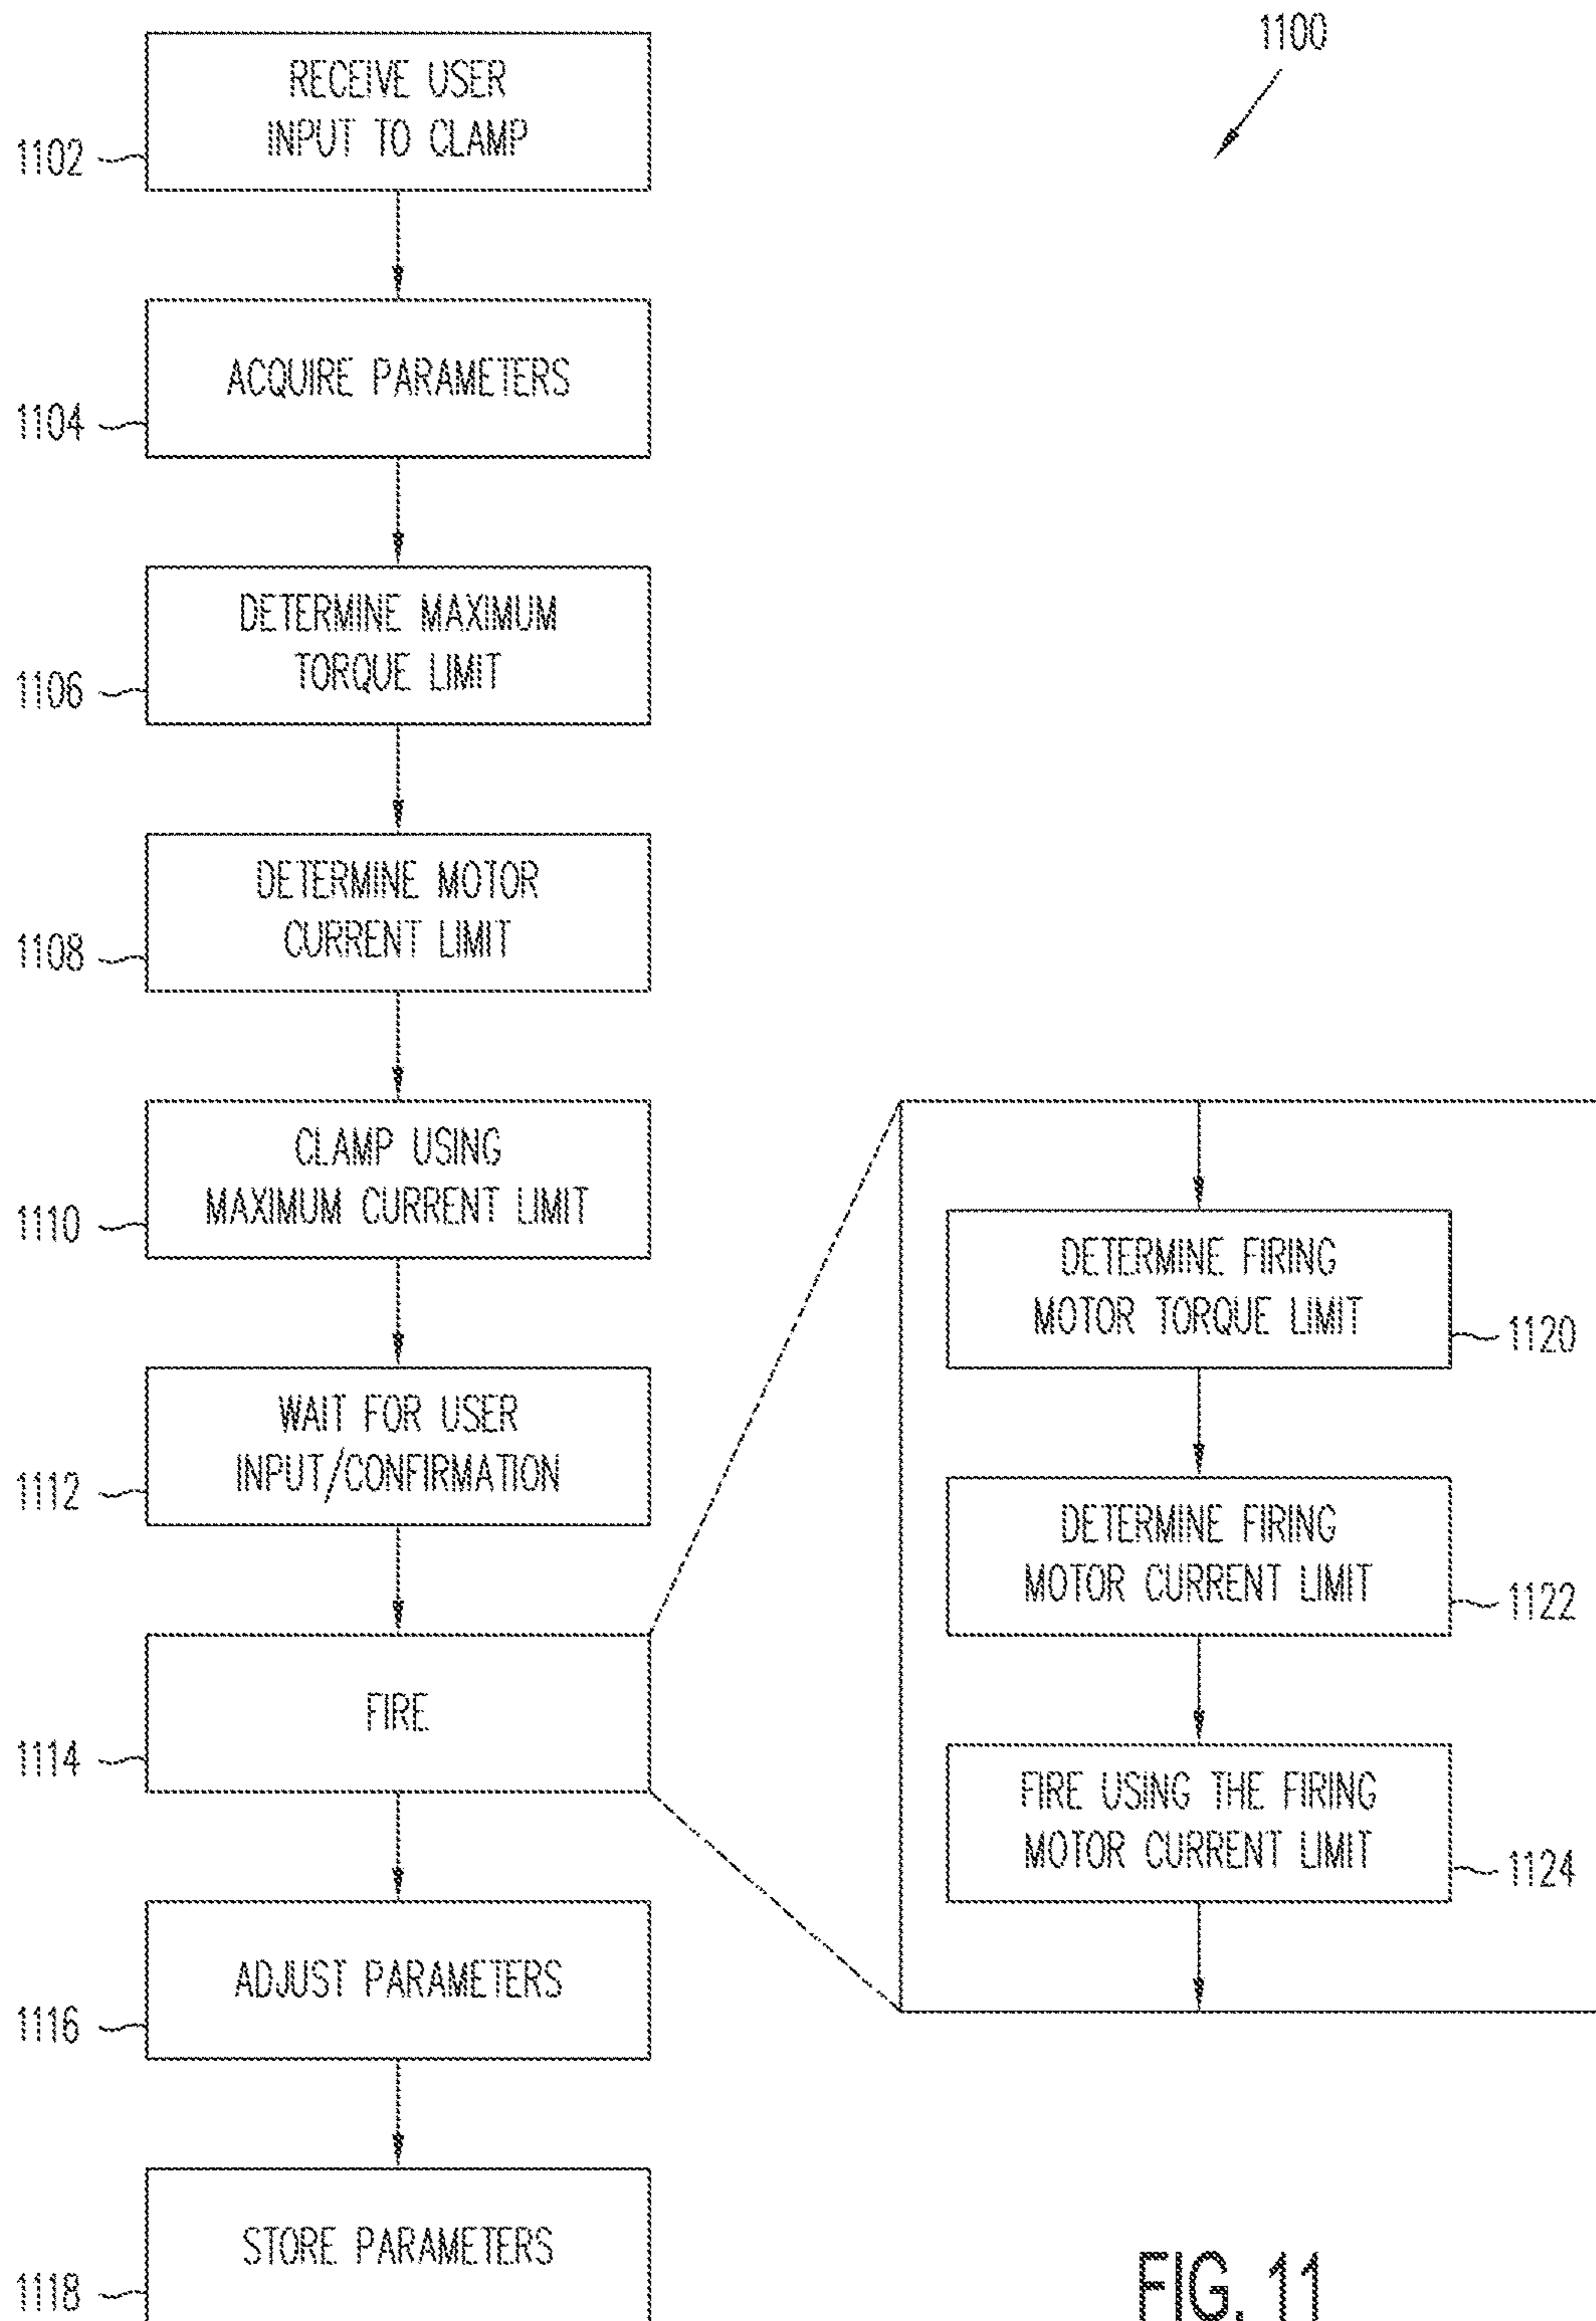 1100
RECEIVE USER
INPUT TO CLAMP
1102
ACQUIRE PARAMETERS
1104
DETERMINE MAXIMUM
TORQUE LIMIT
1106
DETERMINE MOTOR
CURRENT LIMIT
1108
CLAMP USING
MAXIMUM CURRENT LIMIT
1110
WAIT FOR USER
INPUT/CONFIRMATION
1112
FIRE
1114
ADJUST PARAMETERS
1116
STORE PARAMETERS
1118
DETERMINE FIRING
MOTOR TORQUE LIMIT
1120
DETERMINE FIRING
MOTOR CURRENT LIMIT
1122
FIRE USING THE FIRING
MOTOR CURRENT LIMIT
1124
FIG. 11